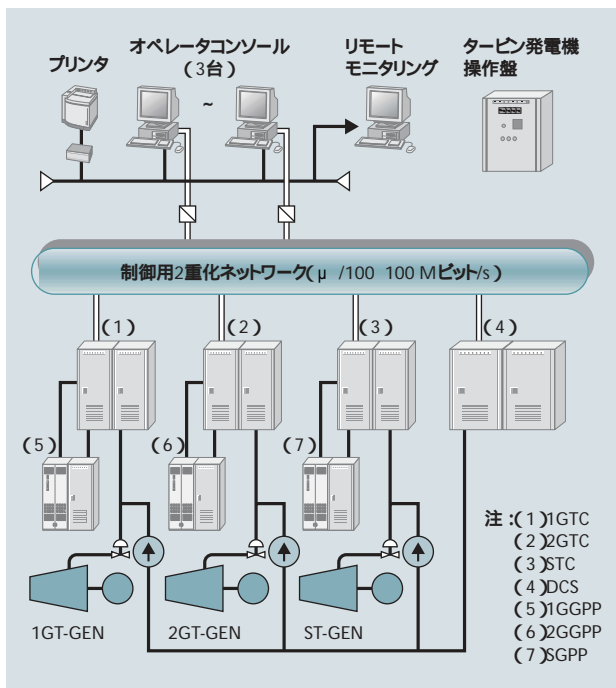 プリンタ
オペレータコンソール
(3台)
~
リモート
モニタリング
タービン発電機
操作盤
制御用2重化ネットワーク(μ /100 100 Mビット/s)
(1)
(2)
(3)
(4)
(5)
(6)
(7)
1GT-GEN
2GT-GEN
ST-GEN
注:(1)1GTC
(2)2GTC
(3)STC
(4)DCS
(5)1GGPP
(6)2GGPP
(7)SGPP